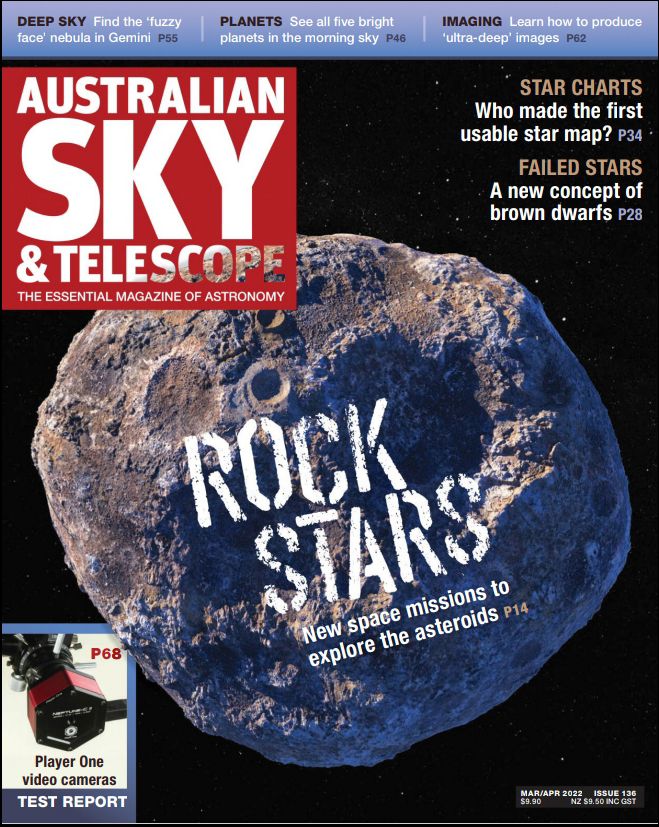 DEEP SKY Find the 'fuzzy
face' nebula in Gemini P55
PLANETS See all five bright
planets in the morning sky P46
IMAGING Learn how to produce
'ultra-deep' images P62
AUSTRALIAN
SKY
& TELESCOPE
THE ESSENTIAL MAGAZINE OF ASTRONOMY
STAR CHARTS
Who made the first
usable star map? P34
FAILED STARS
A new concept of
brown dwarfs P28
ROCK
STARS
New space missions to
explore the asteroids P14
P68
NEPTUNE-C II
Player One
video cameras
TEST REPORT
MAR/APR 2022 ISSUE 136
$9.90 NZ $9.50 INC GST